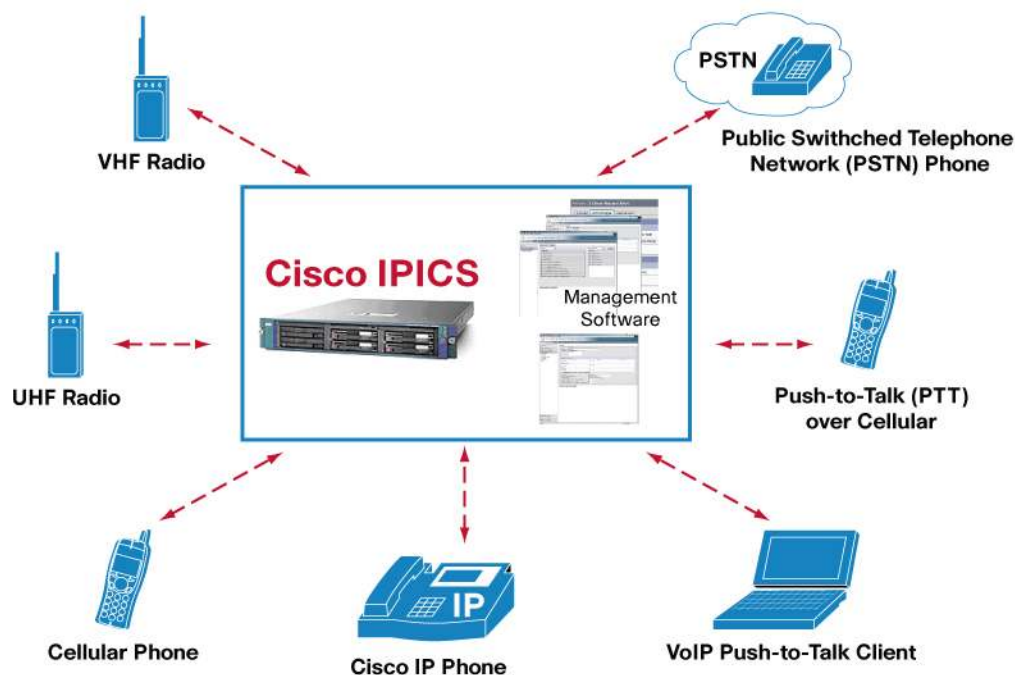 PSTN
Public Swithched Telephone
Network (PSTN) Phone
VHF Radio
Cisco IPICS
Management
Software
UHF Radio
Push-to-Talk (PTT)
over Cellular
Cellular Phone
IP
Cisco IP Phone
VoIP Push-to-Talk Client